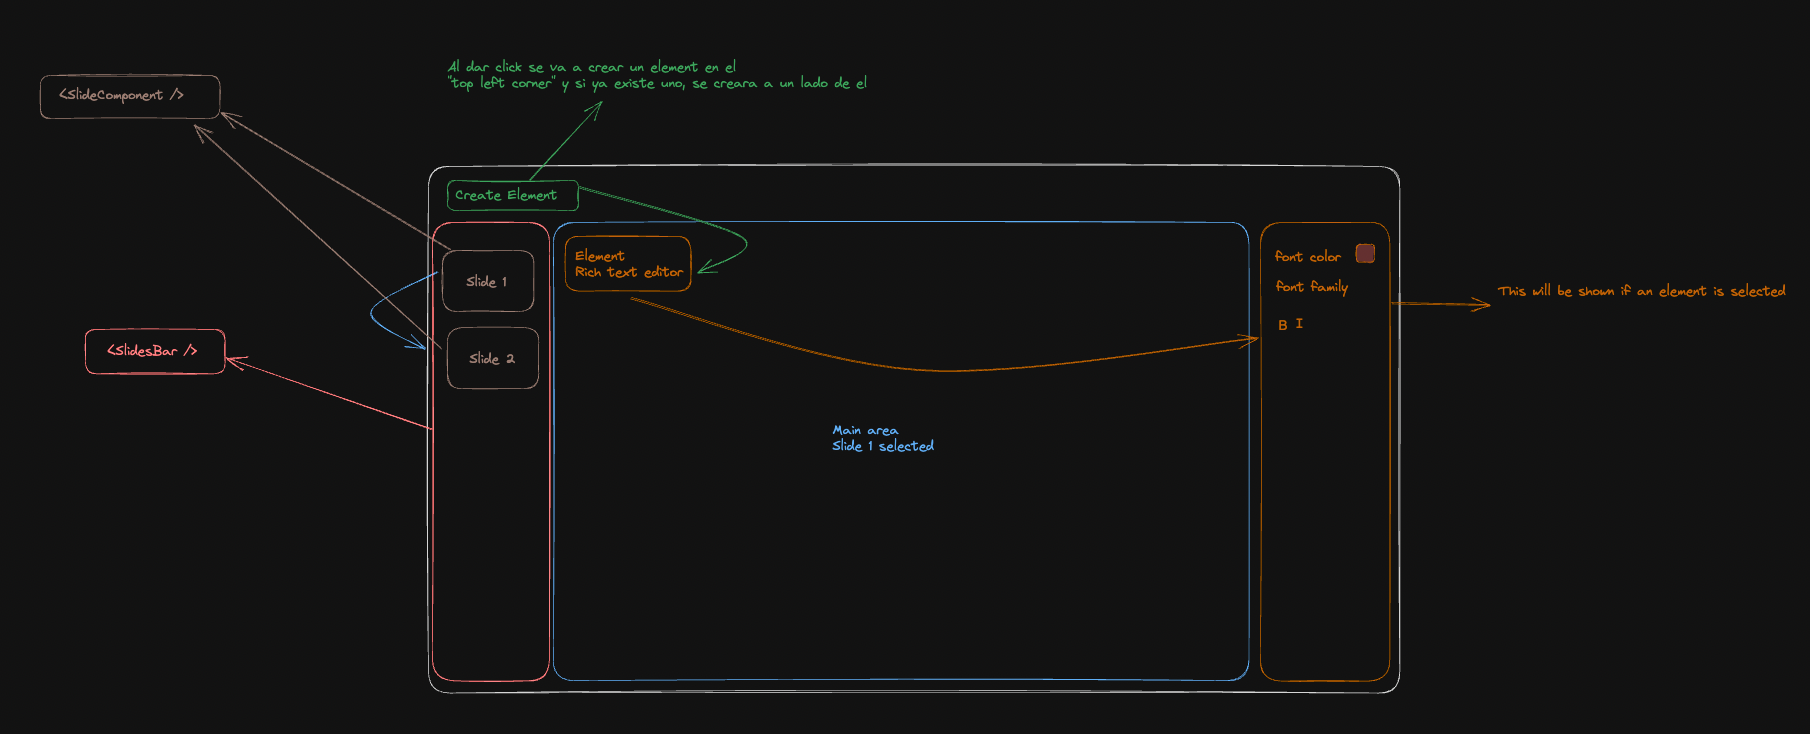 Al dar click se va a crear un element en el
"top left corner" y si ya existe uno, se creara a un lado de el
<SlideComponent />
Create Element
Element
Rich text editor
font color
font family
B I
This will be shown if an element is selected
Slide 1
Slide 2
<SlidesBar />
Main area
Slide 1 selected